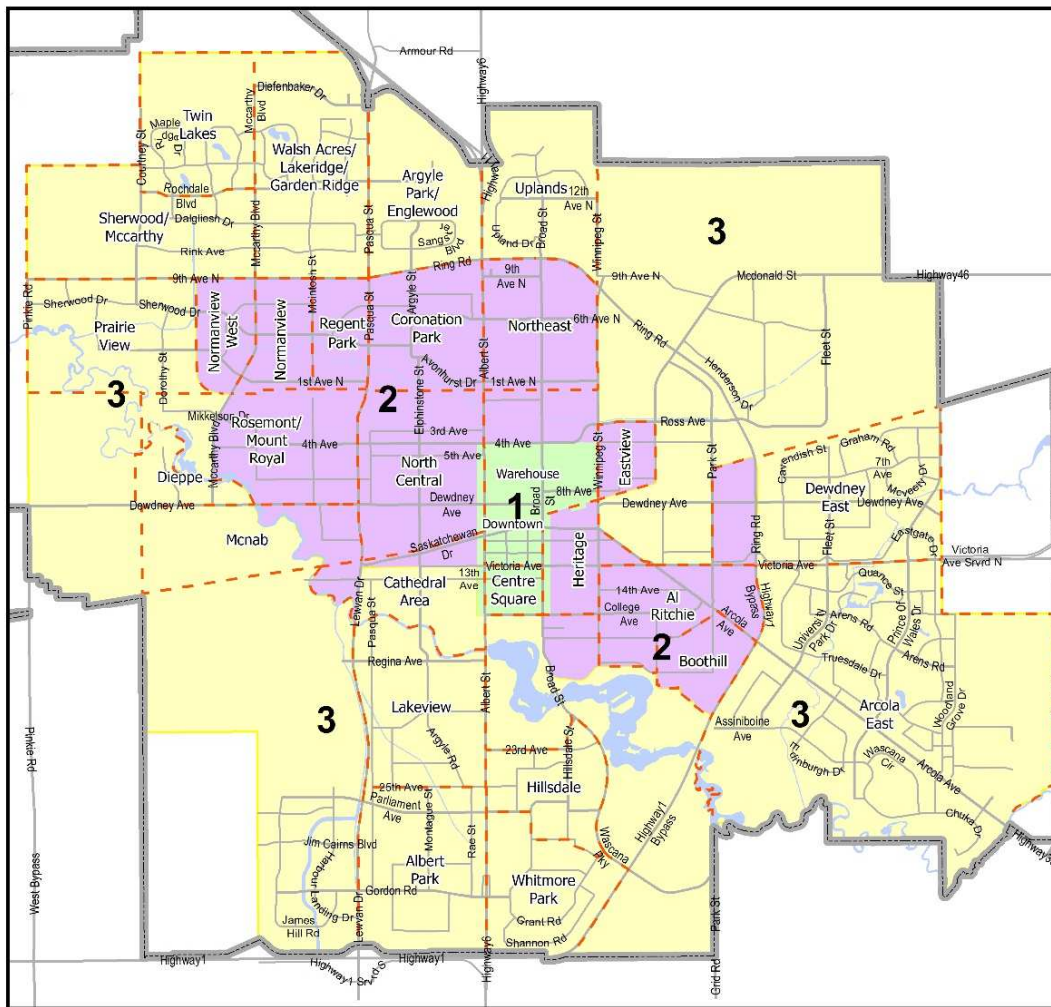 Armour Rd
Highway6
Diefenbaker Dr
McCarthy
Blvd
Twin
Lakes
Maple
Ridge Dr
Courtney St
Walsh Acres/
Lakeridge/
Garden Ridge
Argyle
Park/
Englewood
Pasqua St
Highway
Uplands
12th
Ave N
Winnipeg St
Broad St
Upland Dr
Rochdale
Blvd
Sherwood/
Mccarthy
Dalgliesh Dr
Mccarthy Blvd
Rink Ave
Sangster
Blvd
Ring Rd
3
9th Ave N
Mcintosh St
Argyle St
9th
Ave N
9th Ave N
Mcdonald St
Highway46
Pinkie Rd
Sherwood Dr
Sherwood Dr
Prairie
View
Normanview
West
Normanview
Regent
Park
Pasqua St
Coronation
Park
Northeast
6th Ave N
Ring Rd
Fleet St
Henderson Dr
Dorothy St
1st Ave N
Avonhurst Dr
Albert St
1st Ave N
3
2
Elphinstone St
Mikkelson Dr
Rosemont/
Mount
Royal
4th Ave
3rd Ave
5th Ave
4th Ave
Ross Ave
North
Central
Warehouse
Winnipeg St
Eastview
Park St
Cavendish St
Graham Rd
7th
Ave
Mcveety Dr
Dieppe
Mccarthy Blvd
Dewdney Ave
Dewdney
Ave
1
Broad
St
8th Ave
Dewdney Ave
Dewdney
East
Dewdney Ave
Mcnab
Saskatchewan
Dr
Downtown
Heritage
Ring Rd
Fleet St
Eastgate Dr
Victoria
Ave Srvrd N
Victoria Ave
Victoria Ave
Cathedral
Area
13th
Ave
Centre
Square
14th Ave
College
Ave
Al
Ritchie
Arcola
Ave
Highway1
Bypass
Quance St
Lewvan Dr
Pasqua St
2
Boothill
University
Park Dr
Arens Rd
Prince Of
Wales Dr
Truesdale Dr
Arens Rd
Regina Ave
Lakeview
Albert St
Broad St
3
3
Assiniboine
Ave
Arcola
East
Woodland
Grove Dr
Pinkie Rd
Argyle Rd
23rd Ave
Hillsdale St
Hillsdale
Thornburgh Dr
Wascana
Cir
Arcola Ave
25th Ave
Parliament
Ave
Montague St
Rae St
Wascana
Pky
Highway1
Bypass
Chuka Dr
Jim Cairns Blvd
Harbour
Landing Dr
Albert
Park
Gordon Rd
Whitmore
Park
Grant Rd
Shannon Rd
West Bypass
James
Hill Rd
Lewvan Dr
Park St
Highway1
Highway1
Highway6
Grid Rd